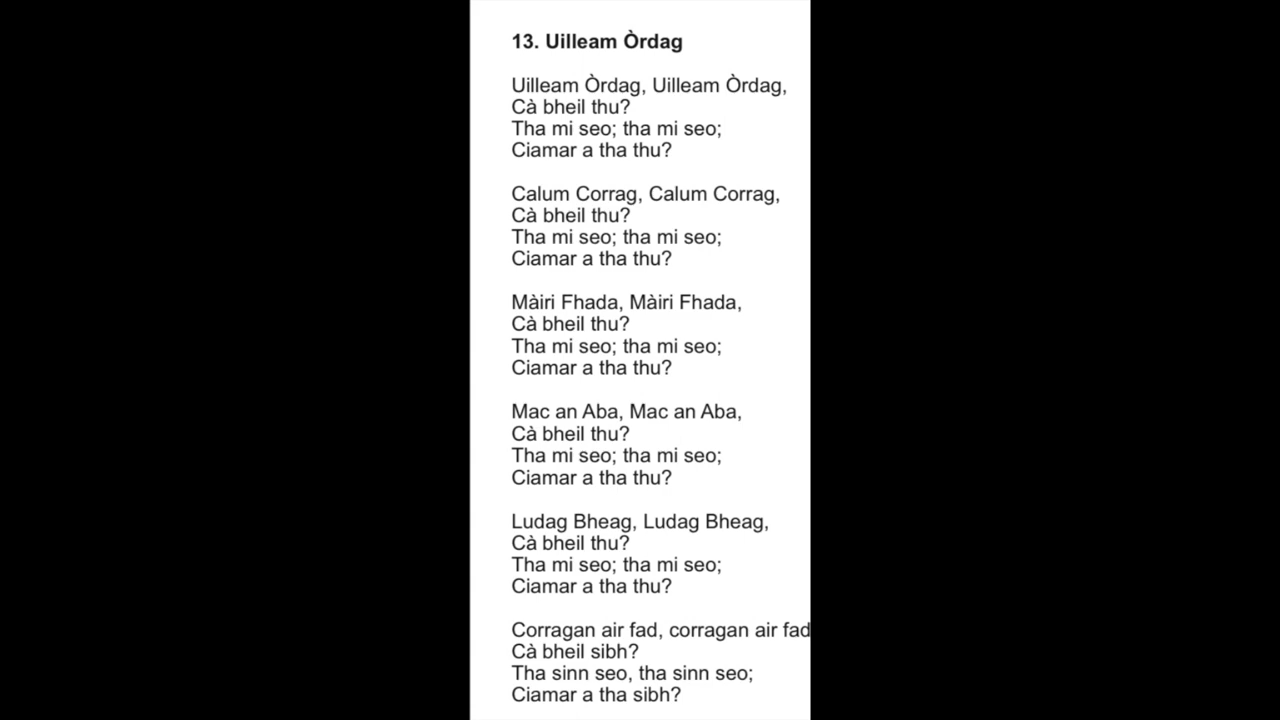 13. Uilleam Òrdag
Uilleam Òrdag, Uilleam Òrdag,
Cà bheil thu?
Tha mi seo; tha mi seo;
Ciamar a tha thu?
Calum Corrag, Calum Corrag,
Cà bheil thu?
Tha mi seo; tha mi seo;
Ciamar a tha thu?
Màiri Fhada, Màiri Fhada,
Cà bheil thu?
Tha mi seo; tha mi seo;
Ciamar a tha thu?
Mac an Aba, Mac an Aba,
Cà bheil thu?
Tha mi seo; tha mi seo;
Ciamar a tha thu?
Ludag Bheag, Ludag Bheag,
Cà bheil thu?
Tha mi seo; tha mi seo;
Ciamar a tha thu?
Corragan air fad, corragan air fad
Cà bheil sibh?
Tha sinn seo, tha sinn seo;
Ciamar a tha sibh?